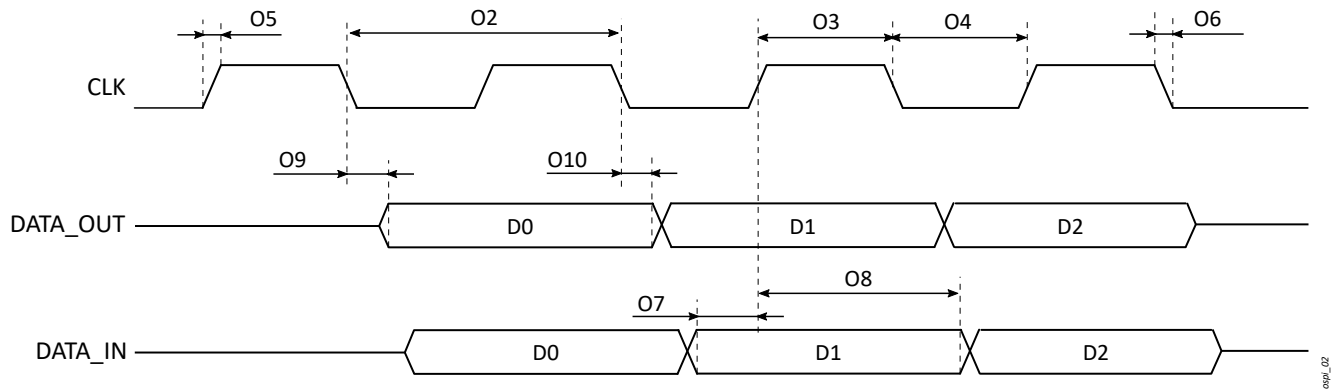 O5
O2
O3
O4
O6
CLK
O9
O10
DATA_OUT
D0
D1
D2
O7
O8
DATA_IN
D0
D1
D2
ospi_02